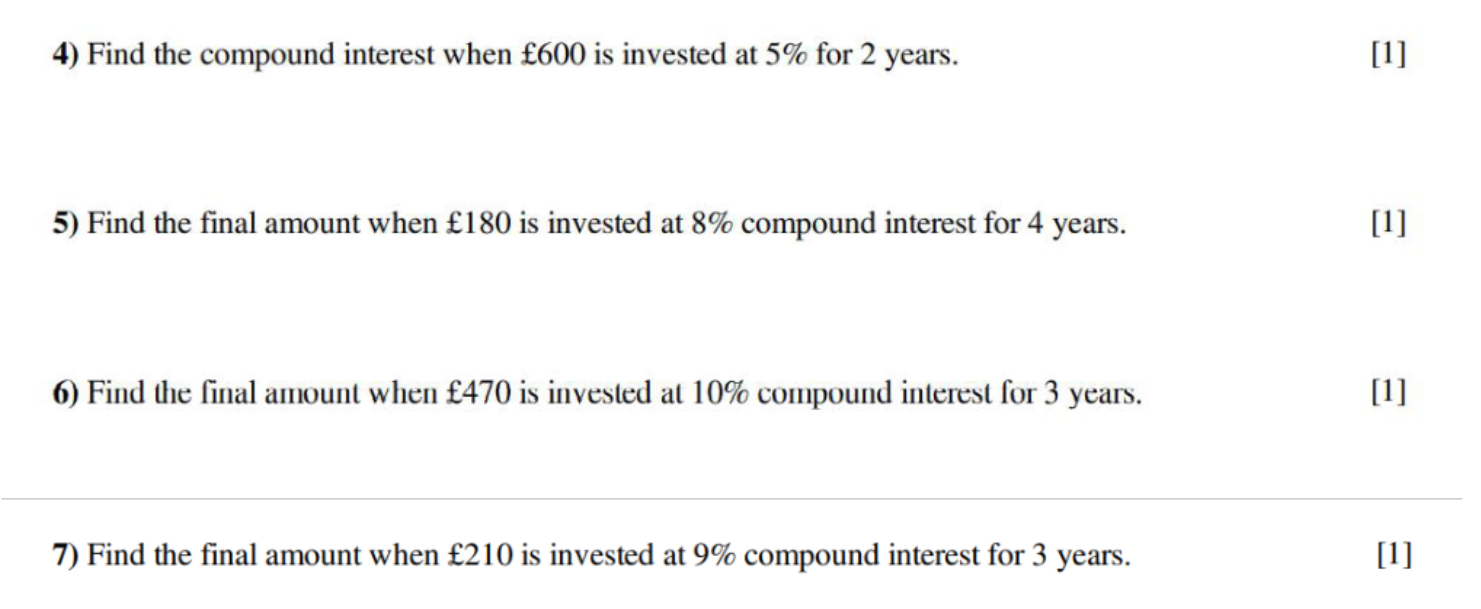 4) Find the compound interest when £600 is invested at 5% for 2 years. [1]
5) Find the final amount when £180 is invested at 8% compound interest for 4 years. [1]
6) Find the final amount when £470 is invested at 10% compound interest for 3 years. [1]
7) Find the final amount when £210 is invested at 9% compound interest for 3 years. [1]